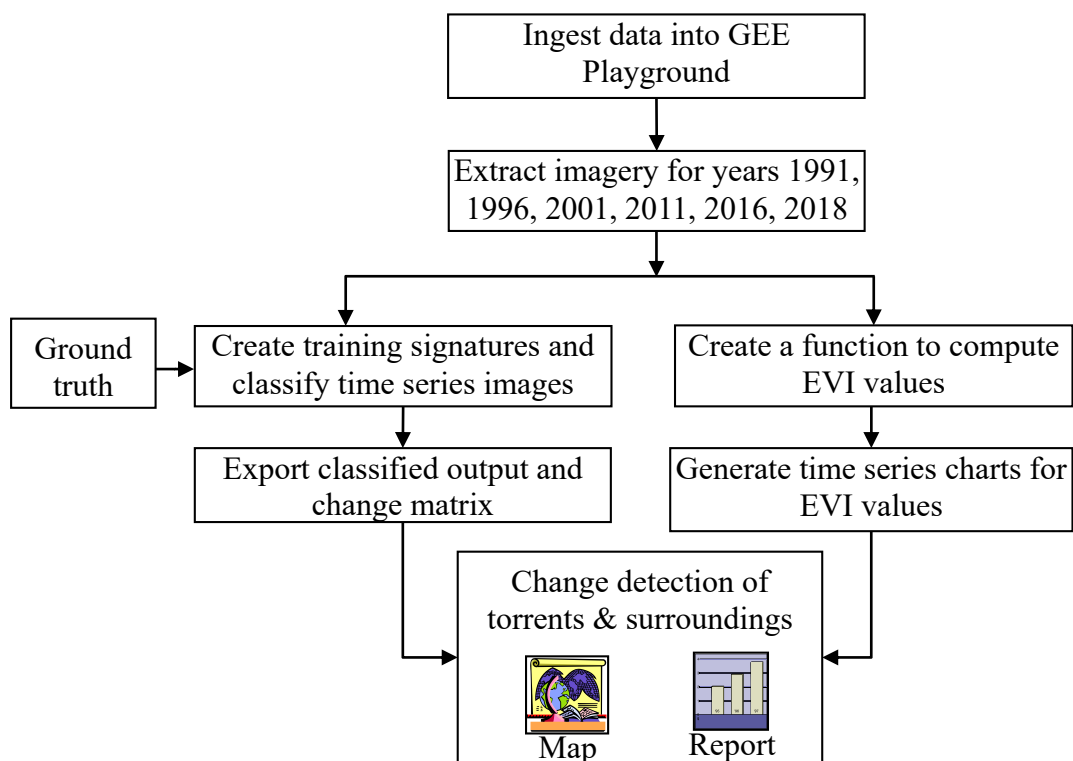 Ingest data into GEE
Playground
Extract imagery for years 1991,
1996, 2001, 2011, 2016, 2018
Ground
truth
Create training signatures and
classify time series images
Create a function to compute
EVI values
Export classified output and
change matrix
Generate time series charts for
EVI values
Change detection of
torrents & surroundings
Map
Report